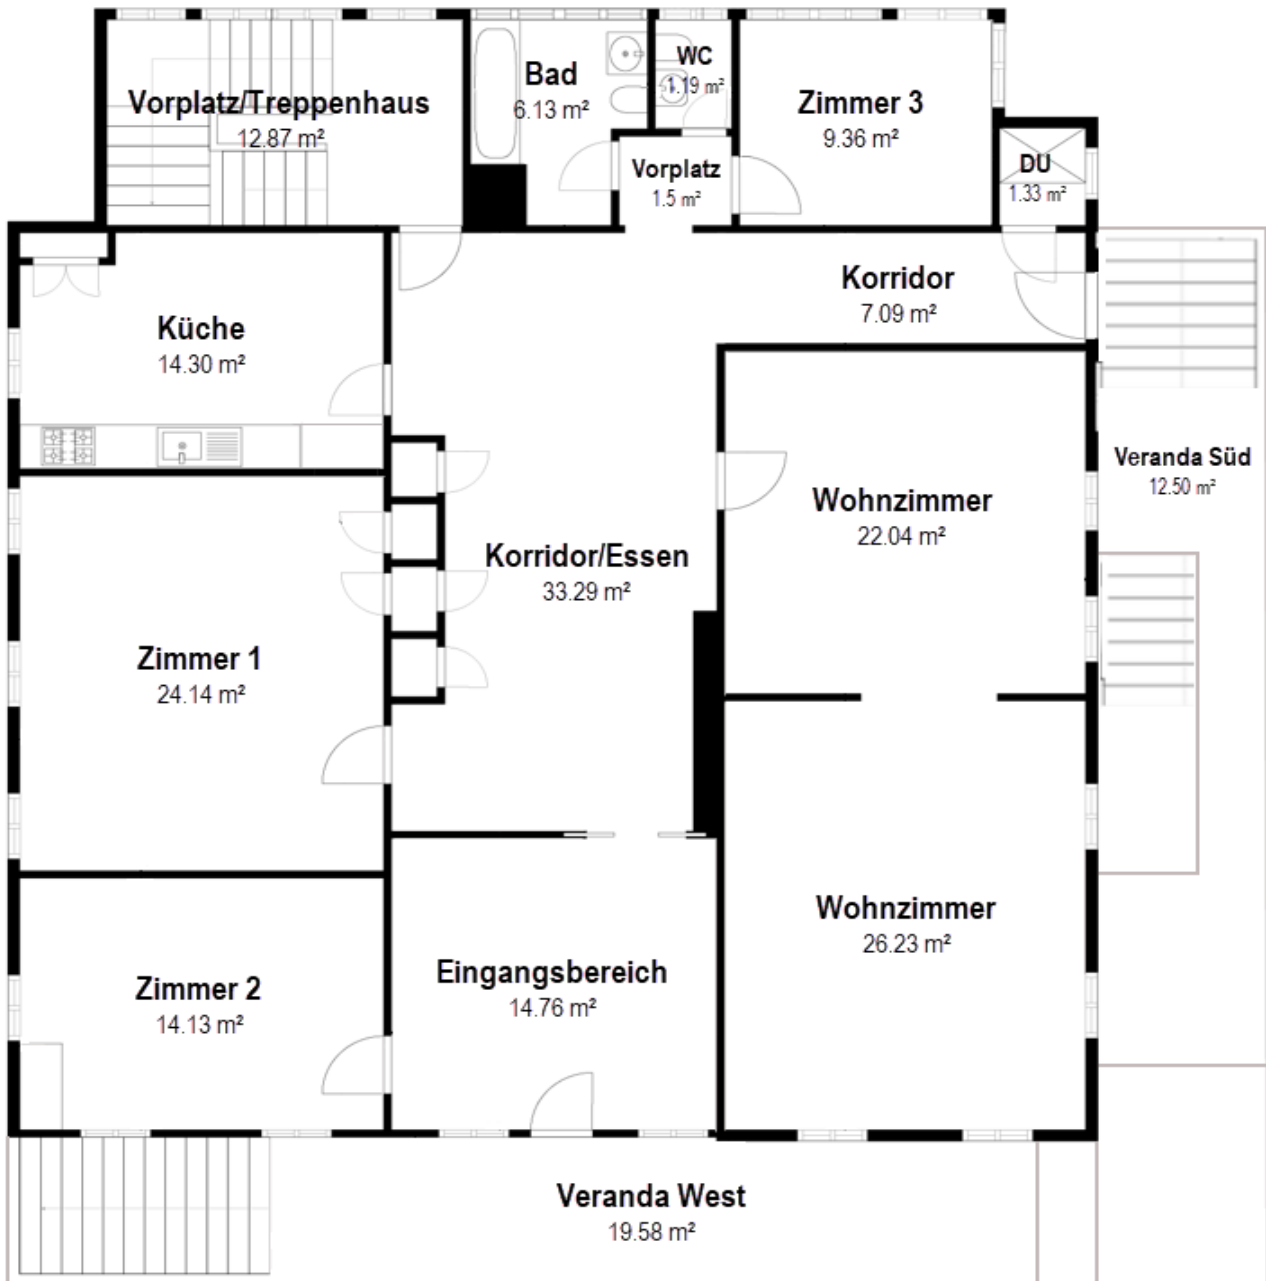 Vorplatz/Treppenhaus
12.87 m²
Bad
6.13 m²
WC
1.19 m²
Zimmer 3
9.36 m²
Vorplatz
1.5 m²
DU
1.33 m²
Korridor
7.09 m²
Küche
14.30 m²
Veranda Süd
12.50 m²
Wohnzimmer
22.04 m²
Korridor/Essen
33.29 m²
Zimmer 1
24.14 m²
Wohnzimmer
26.23 m²
Eingangsbereich
14.76 m²
Zimmer 2
14.13 m²
Veranda West
19.58 m²